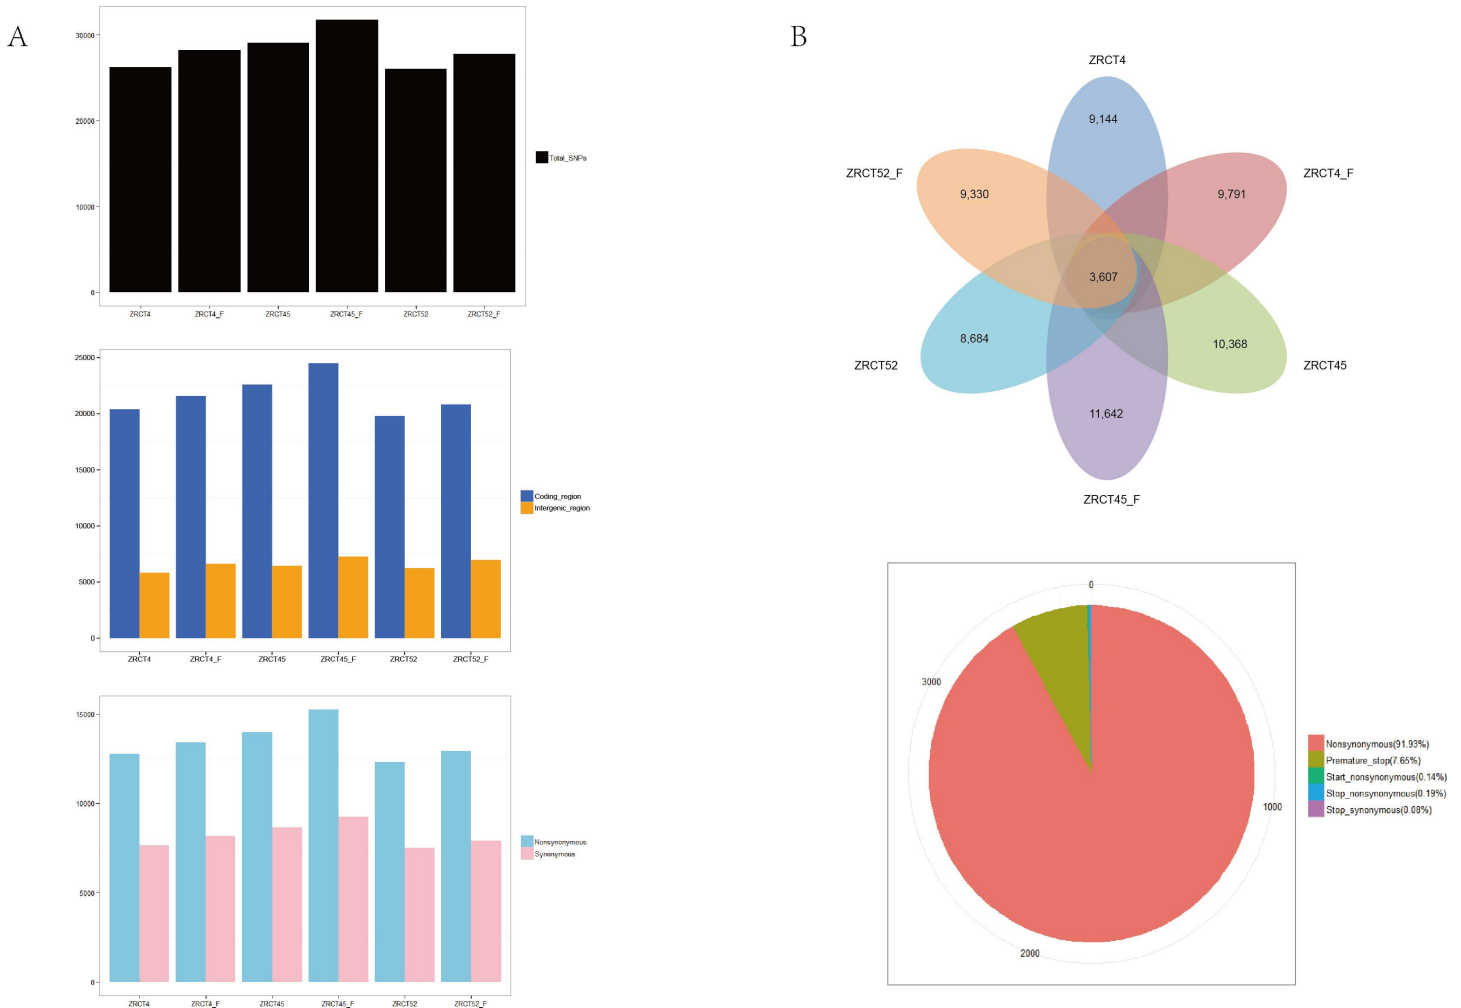 A
30000
20000
10000
0
ZRCT4 ZRCT4_F ZRCT45 ZRCT45_F ZRCT52 ZRCT52_F
Total_SNPs
25000
20000
15000
10000
5000
0
ZRCT4 ZRCT4_F ZRCT45 ZRCT45_F ZRCT52 ZRCT52_F
Coding_region
Intergenic_region
15000
10000
5000
0
ZRCT4 ZRCT4_F ZRCT45 ZRCT45_F ZRCT52 ZRCT52_F
Nonsynonymous
Synonymous
B
ZRCT4
9,144
ZRCT52_F
9,330
9,791
ZRCT4_F
3,607
ZRCT52
8,684
10,368
ZRCT45
11,642
ZRCT45_F
0
3000
1000
2000
Nonsynonymous(91.93%)
Premature_stop(7.65%)
Start_nonsynonymous(0.14%)
Stop_nonsynonymous(0.19%)
Stop_synonymous(0.08%)